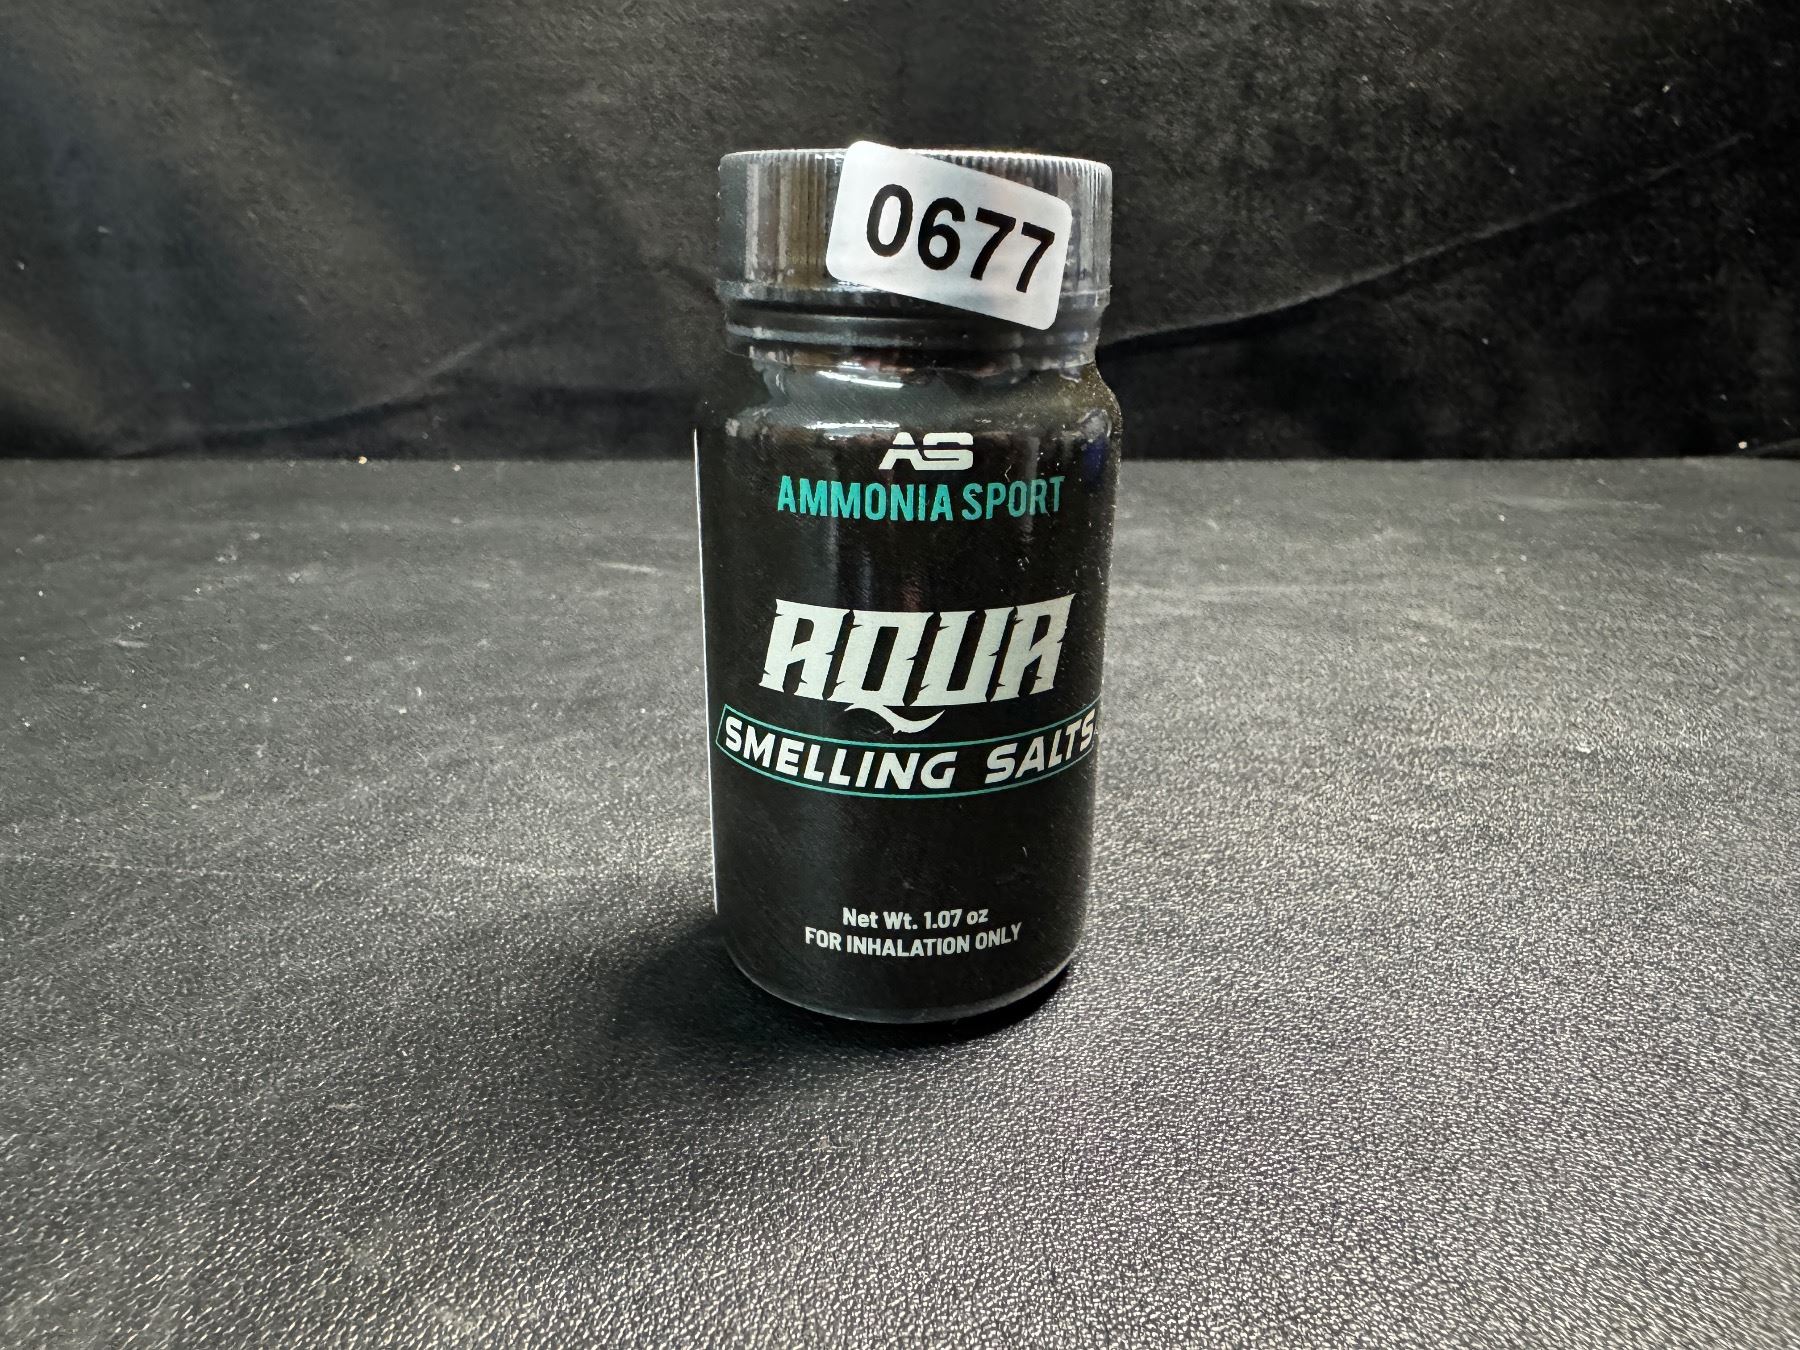 0677
AS
AMMONIA SPORT
AQUA
SMELLING SALTS
Net Wt. 1.07 oz
FOR INHALATION ONLY